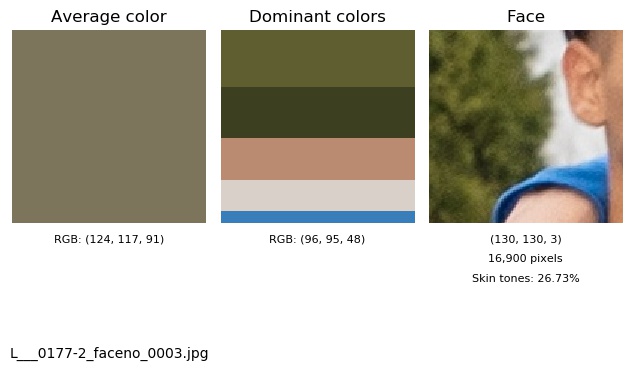 Average color
Dominant colors
Face
RGB: (124, 117, 91)
RGB: (96, 95, 48)
(130, 130, 3)
16,900 pixels
Skin tones: 26.73%
L___0177-2_faceno_0003.jpg